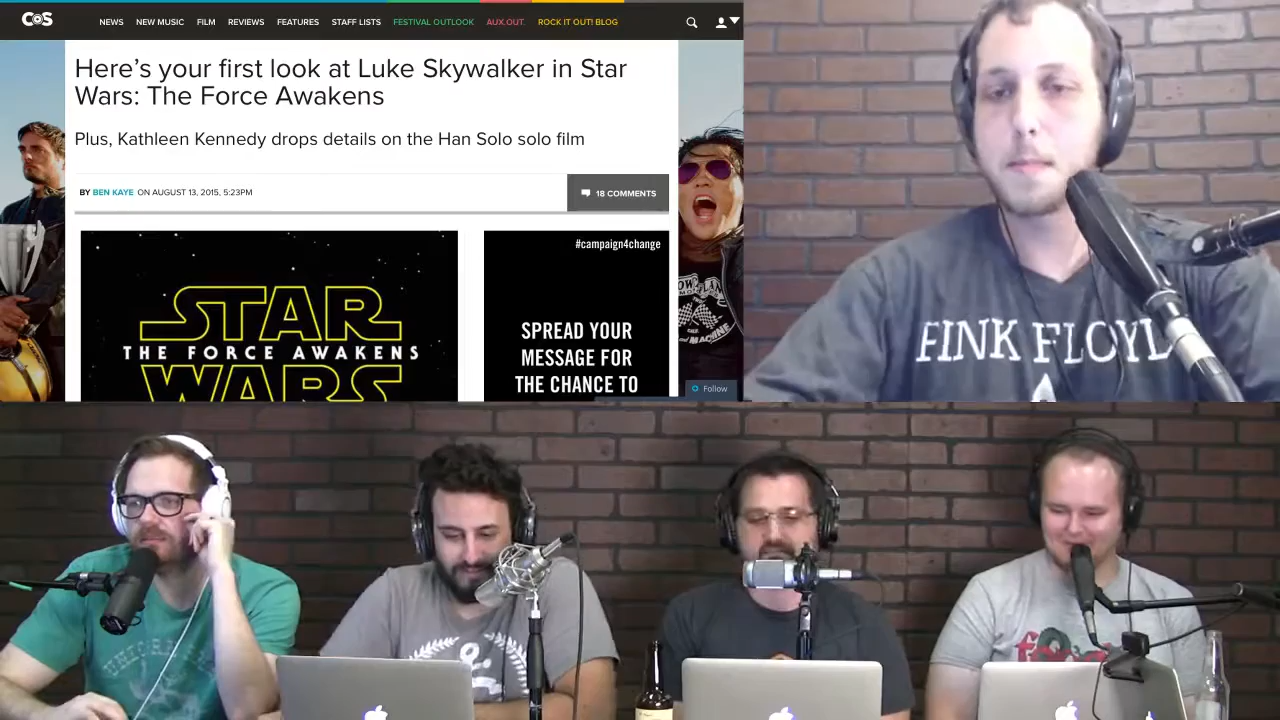 COS
NEWS NEW MUSIC FILM REVIEWS FEATURES STAFF LISTS FESTIVAL OUTLOOK AUX.OUT. ROCK IT OUT! BLOG
Here's your first look at Luke Skywalker in Star
Wars: The Force Awakens
Plus, Kathleen Kennedy drops details on the Han Solo solo film
BY BEN KAYE ON AUGUST 13, 2015, 5:23PM
18 COMMENTS
STAR
THE FORCE AWAKENS
WARS
#campaign4change
SPREAD YOUR
MESSAGE FOR
THE CHANCE TO
Follow
PINK FLOYD